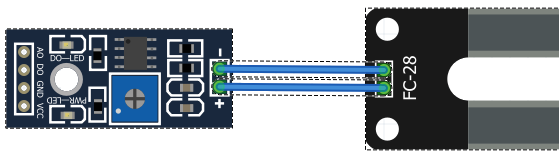 AO
DO
GND
VCC
DO—LED
PWR—LED
-
+
FC-28